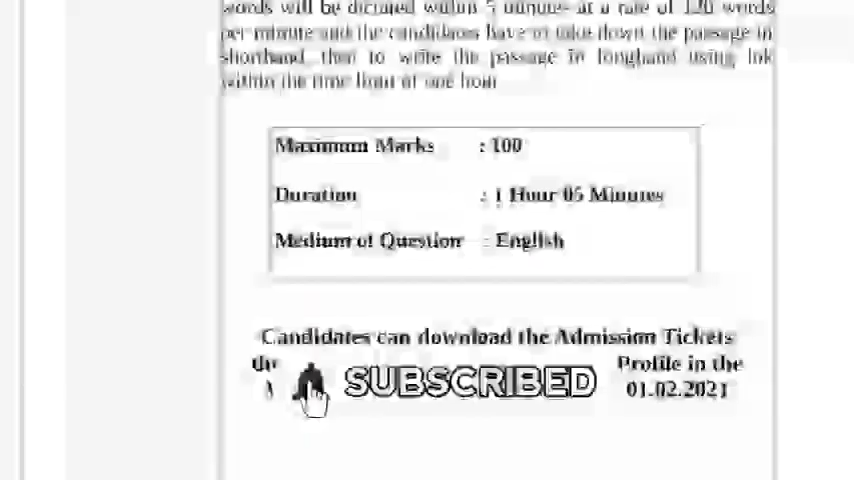 words will be dictated within 5 minutes at a rate of 120 words
per minute and the candidates have to take down the passage in
shorthand, then to write the passage in longhand using ink
within the time limit of one hour
Maximum Marks : 100
Duration : 1 Hour 05 Minutes
Medium of Question : English
Candidates can download the Admission Tickets
Profile in the
SUBSCRIBED
01.02.2021